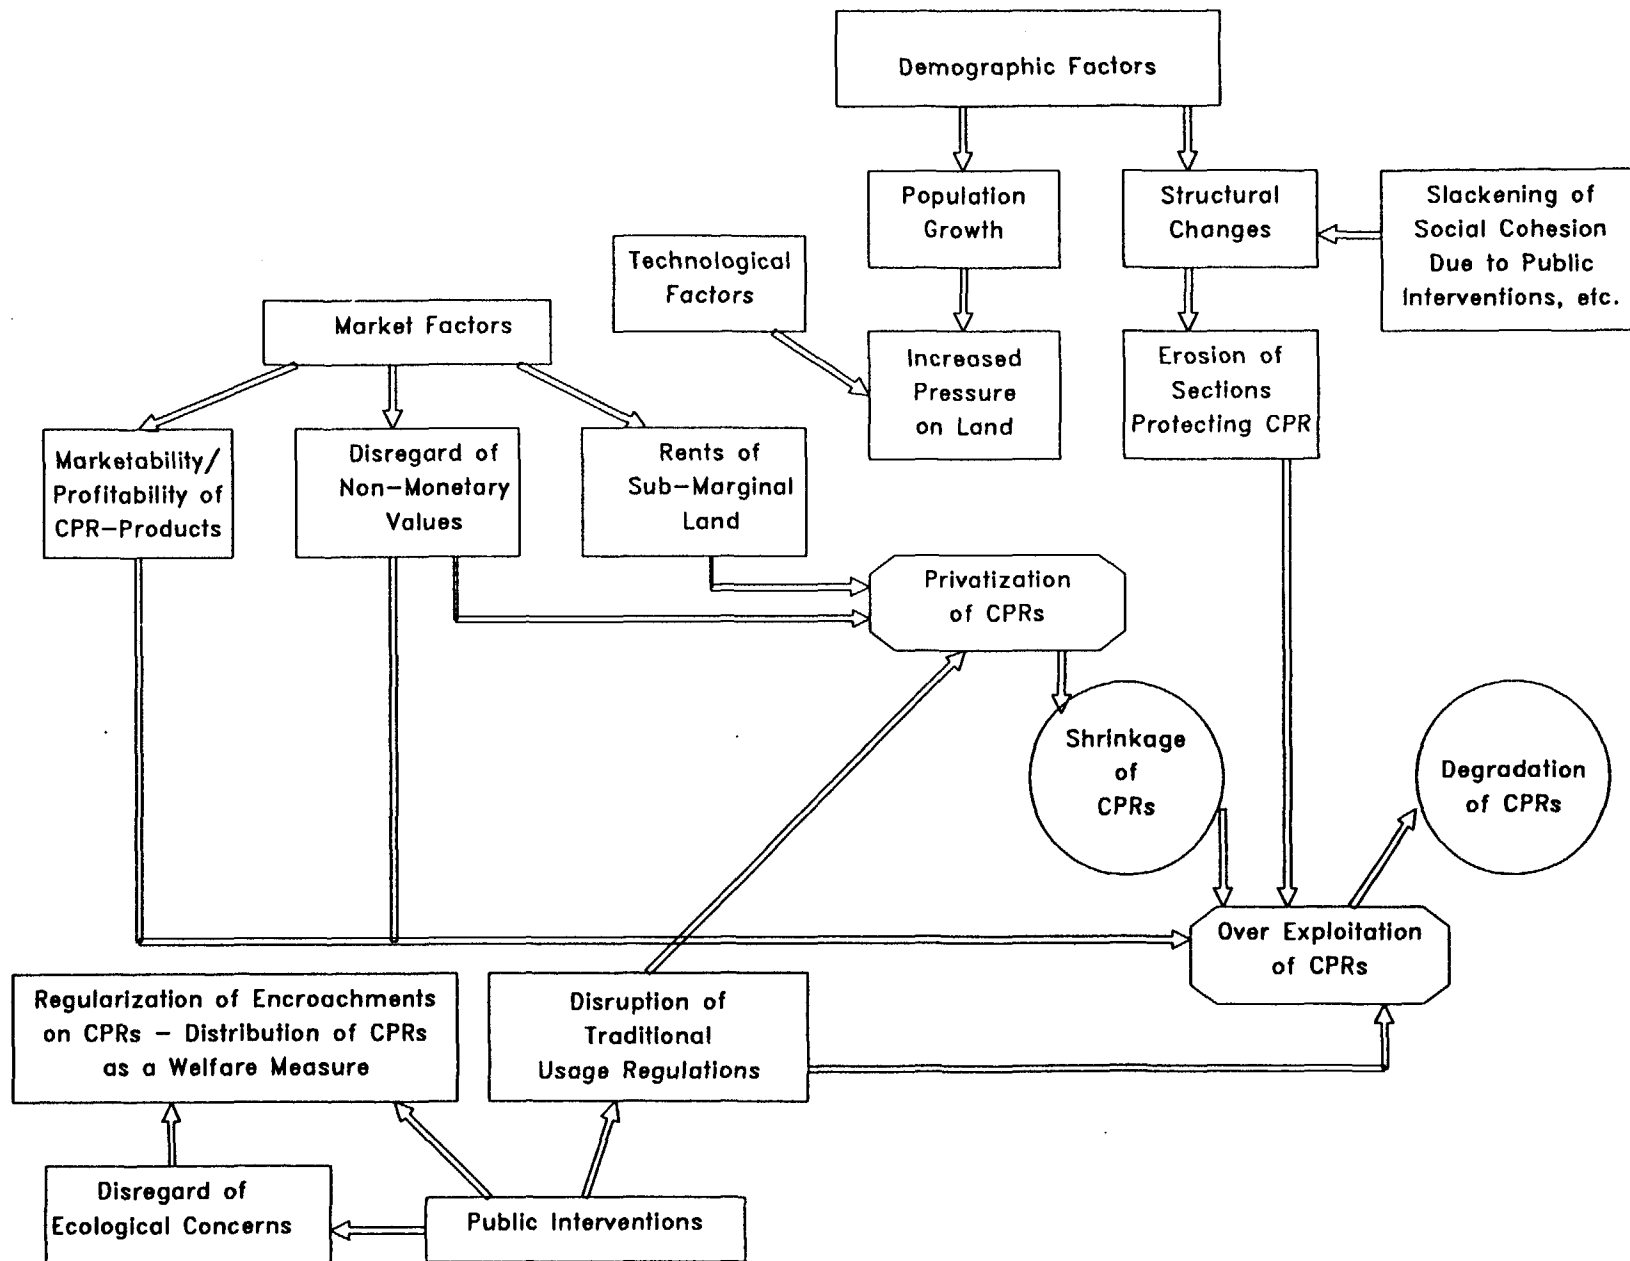 Demographic Factors
Population
Growth
Structural
Changes
Slackening of
Social Cohesion
Due to Public
Interventions, etc.
Technological
Factors
Market Factors
Increased
Pressure
on Land
Erosion of
Sections
Protecting CPR
Marketability/
Profitability of
CPR-Products
Disregard of
Non-Monetary
Values
Rents of
Sub-Marginal
Land
Privatization
of CPRs
Shrinkage
of
CPRs
Degradation
of CPRs
Over Exploitation
of CPRs
Regularization of Encroachments
on CPRs - Distribution of CPRs
as a Welfare Measure
Disruption of
Traditional
Usage Regulations
Disregard of
Ecological Concerns
Public Interventions